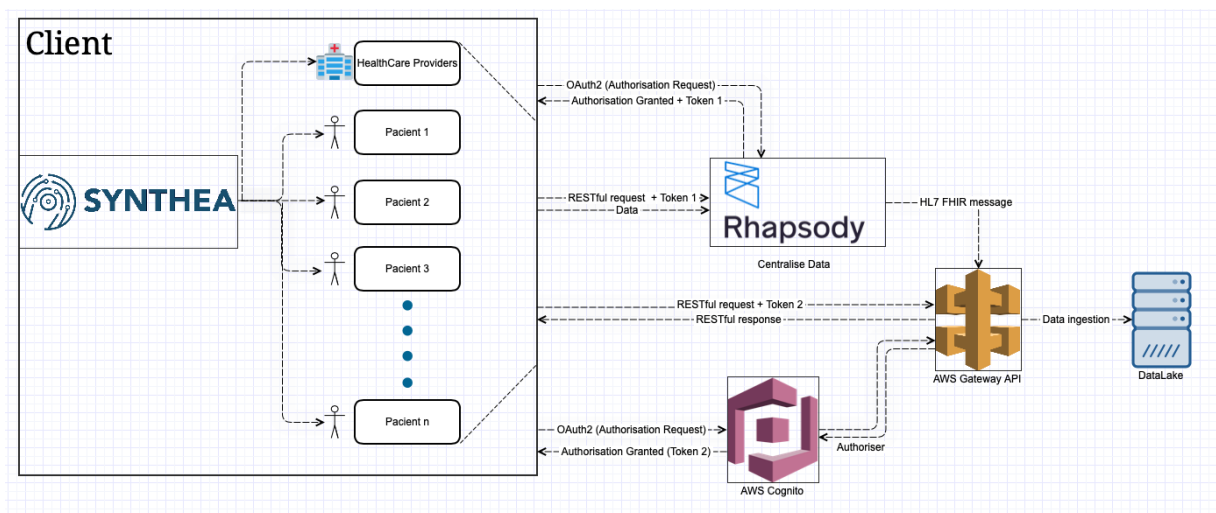 Client
HealthCare Providers
Pacient 1
Pacient 2
Pacient 3
Pacient n
SYNTHEA
OAuth2 (Authorisation Request)
Authorisation Granted + Token 1
RESTful request + Token 1
Data
Rhapsody
Centralise Data
HL7 FHIR message
RESTful request + Token 2
RESTful response
AWS Gateway API
Data ingestion
DataLake
OAuth2 (Authorisation Request)
Authorisation Granted (Token 2)
AWS Cognito
Authoriser